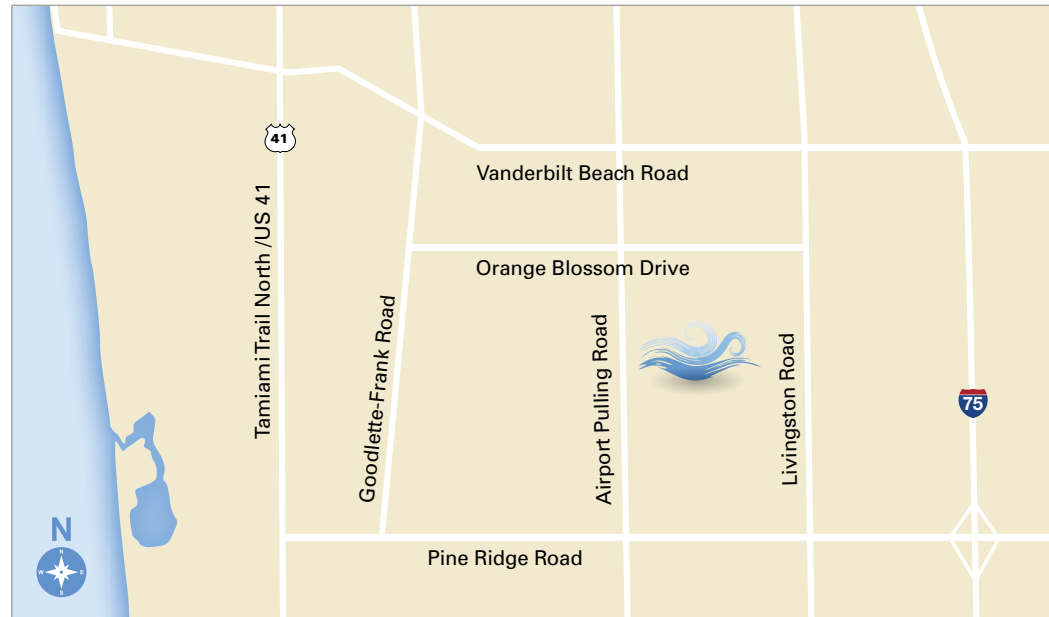 41
Vanderbilt Beach Road
Tamiami Trail North /US 41
Orange Blossom Drive
Goodlette-Frank Road
Airport Pulling Road
Livingston Road
75
N
N
W E
S
Pine Ridge Road